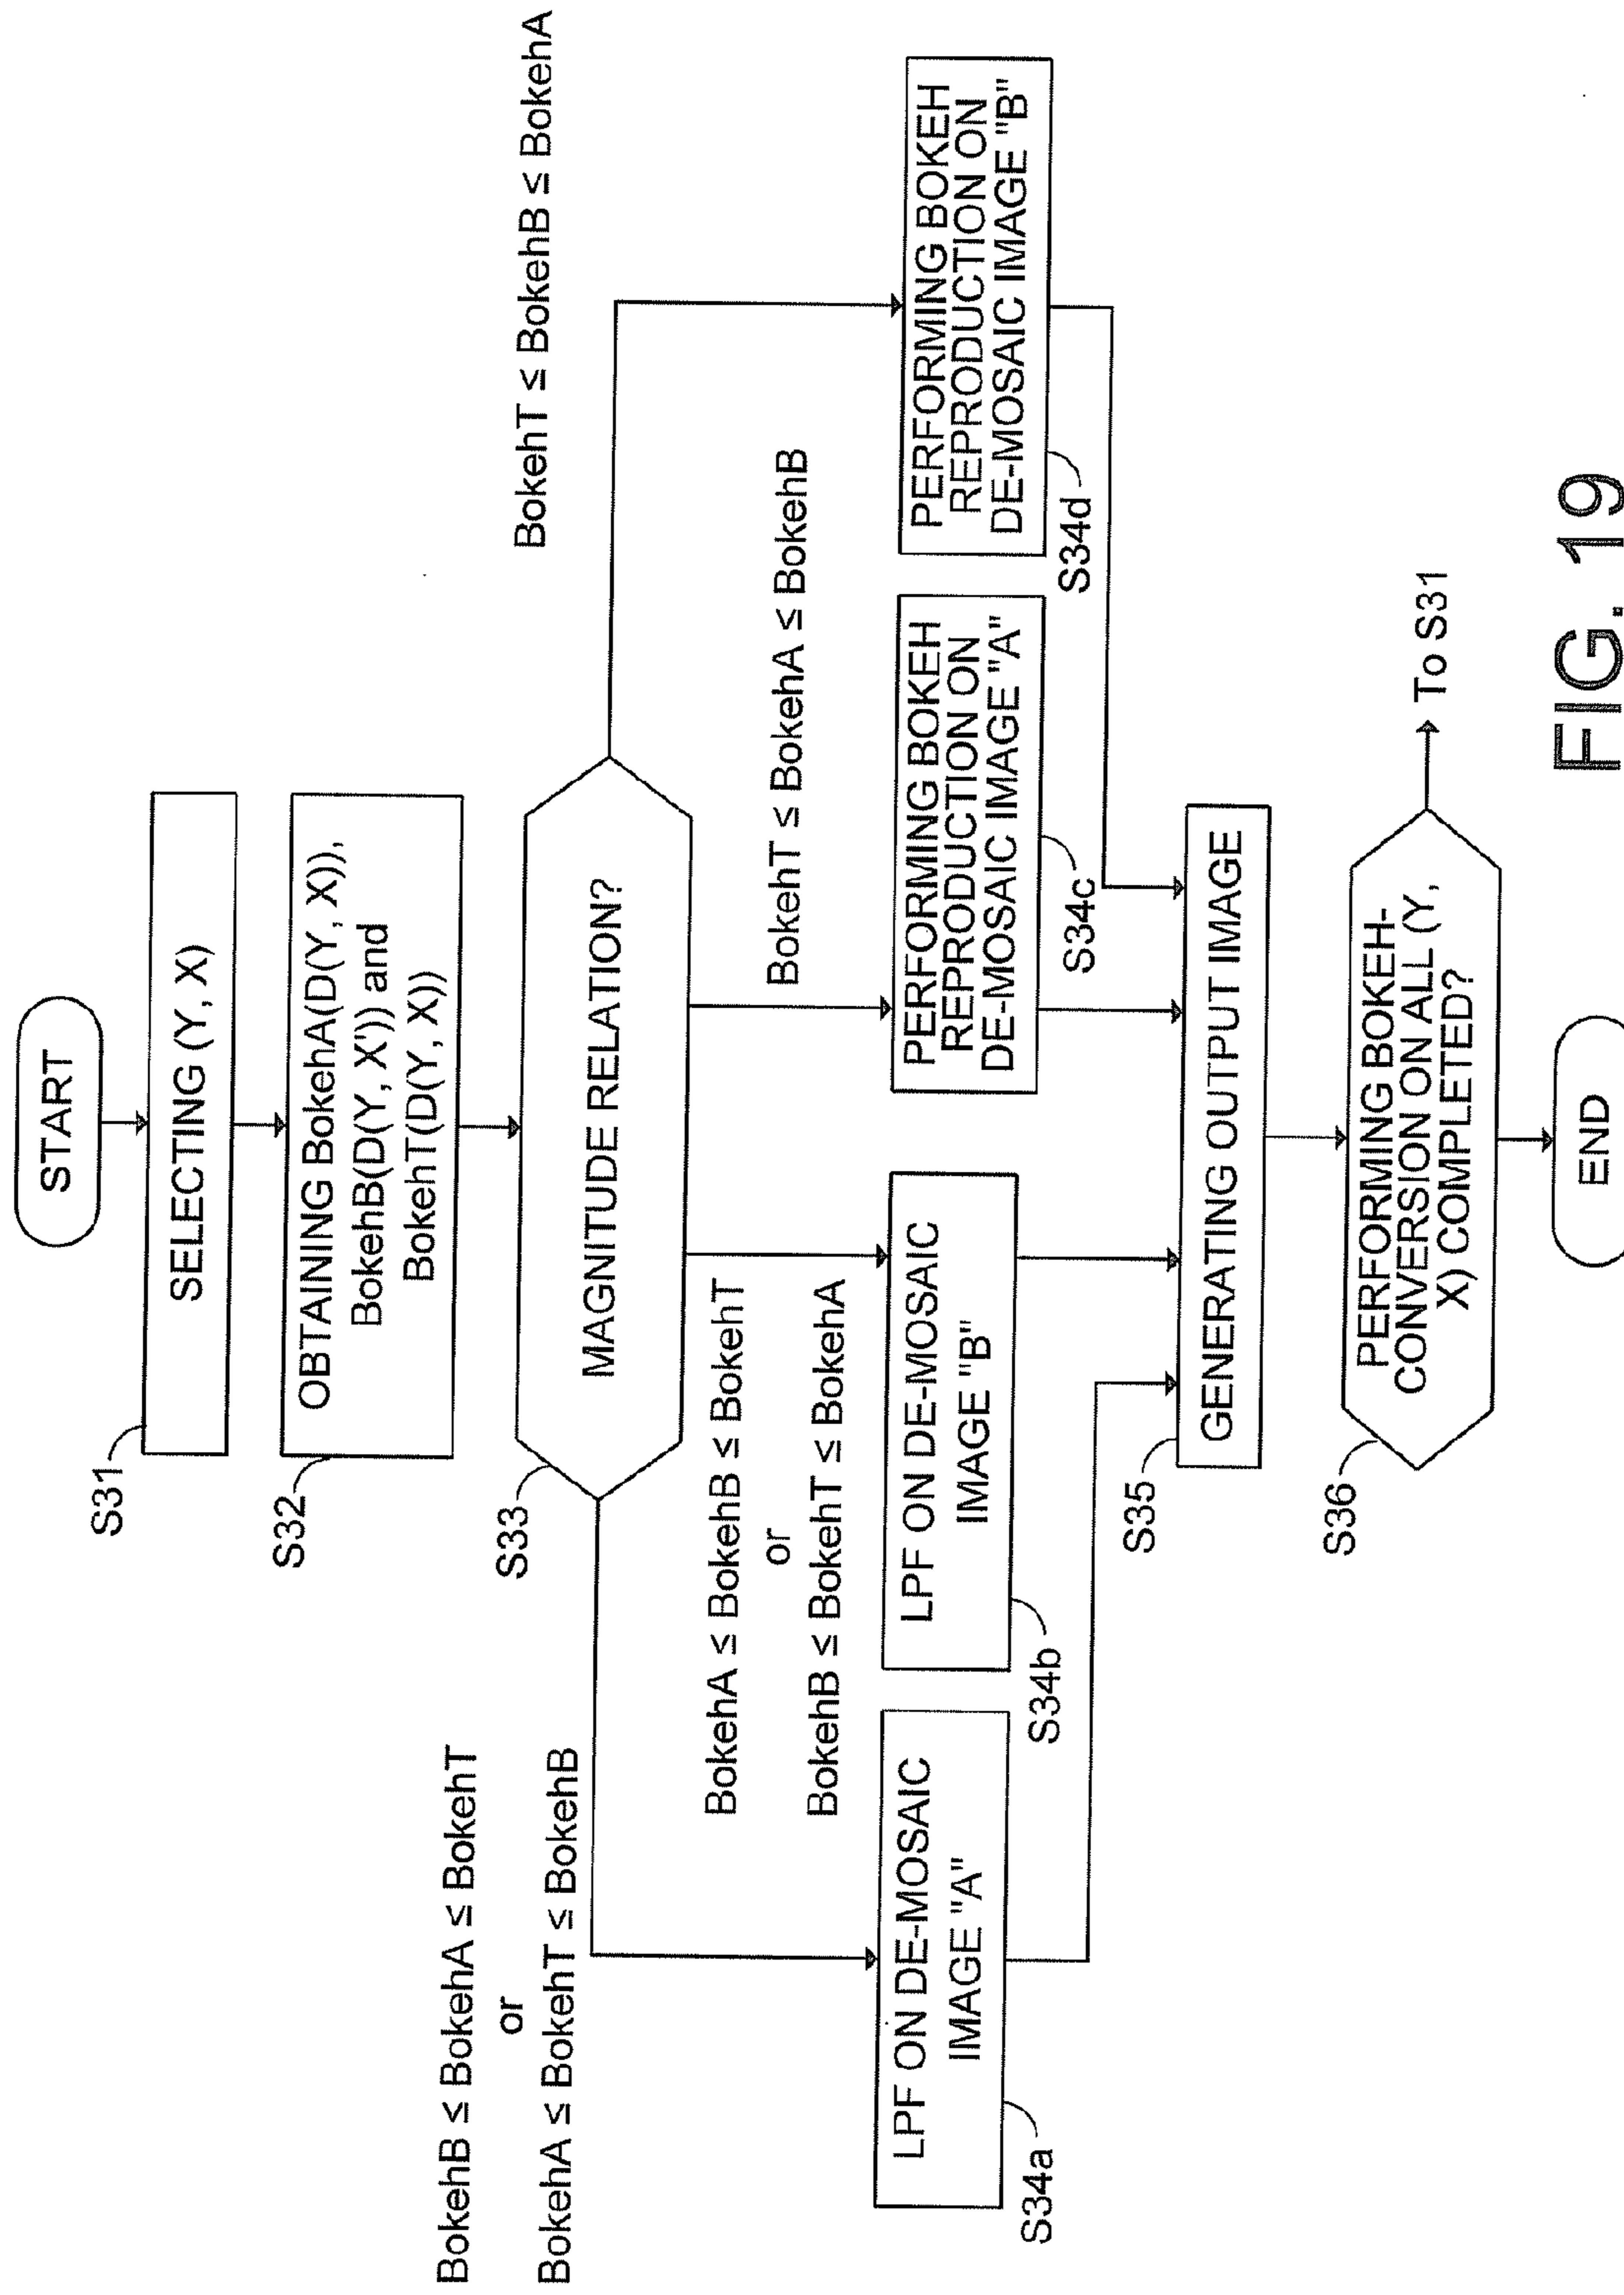 START
S31
SELECTING (Y, X)
S32
OBTAINING BokehA(D(Y, X)),
BokehB(D(Y, X')) and
BokehT(D(Y, X))
S33
MAGNITUDE RELATION?
BokehB ≤ BokehA ≤ BokehT
or
BokehA ≤ BokehT ≤ BokehB
BokehA ≤ BokehB ≤ BokehT
or
BokehB ≤ BokehT ≤ BokehA
BokehT ≤ BokehA ≤ BokehB
BokehT ≤ BokehB ≤ BokehA
LPF ON DE-MOSAIC
IMAGE "A"
S34a
LPF ON DE-MOSAIC
IMAGE "B"
S34b
PERFORMING BOKEH
REPRODUCTION ON
DE-MOSAIC IMAGE "A"
S34c
PERFORMING BOKEH
REPRODUCTION ON
DE-MOSAIC IMAGE "B"
S34d
S35
GENERATING OUTPUT IMAGE
S36
PERFORMING BOKEH-
CONVERSION ON ALL (Y,
X) COMPLETED?
To S31
END
FIG. 19